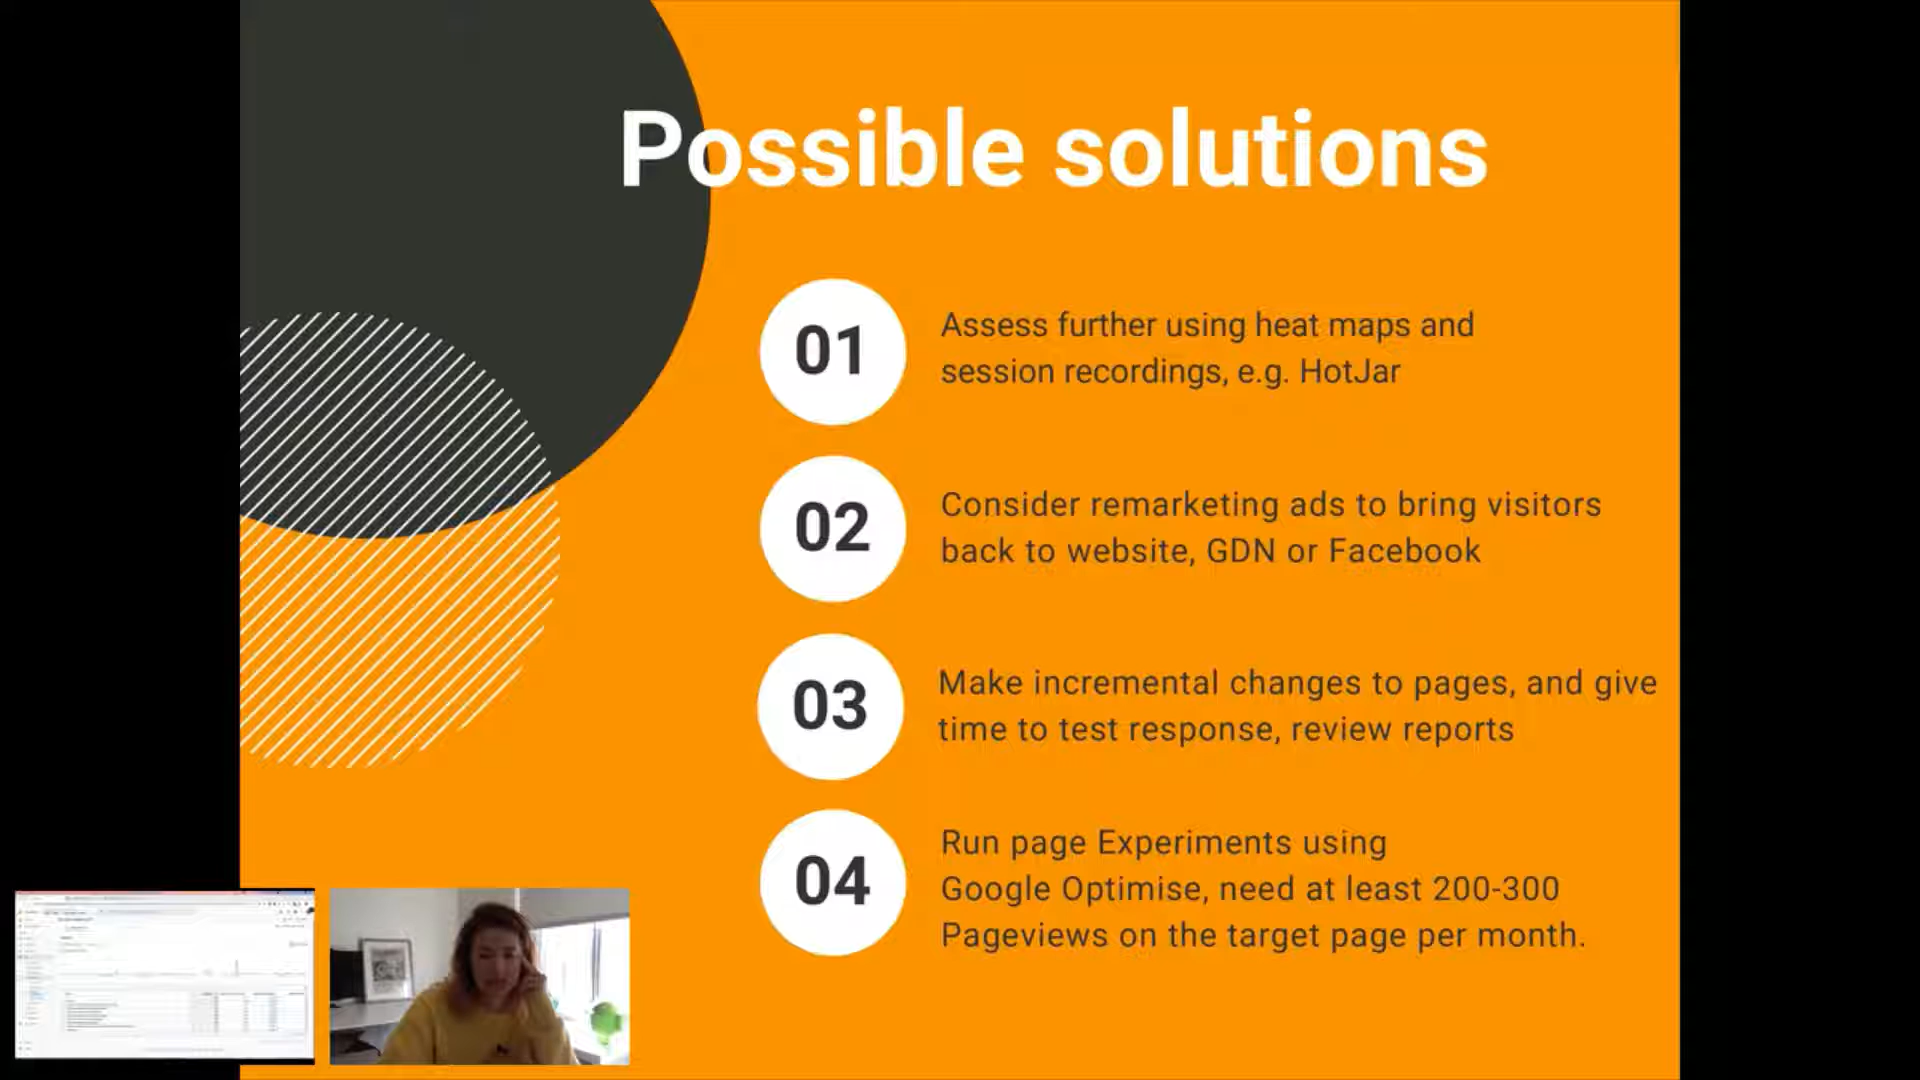 Possible solutions
01
Assess further using heat maps and
session recordings, e.g. HotJar
02
Consider remarketing ads to bring visitors
back to website, GDN or Facebook
03
Make incremental changes to pages, and give
time to test response, review reports
04
Run page Experiments using
Google Optimise, need at least 200-300
Pageviews on the target page per month.